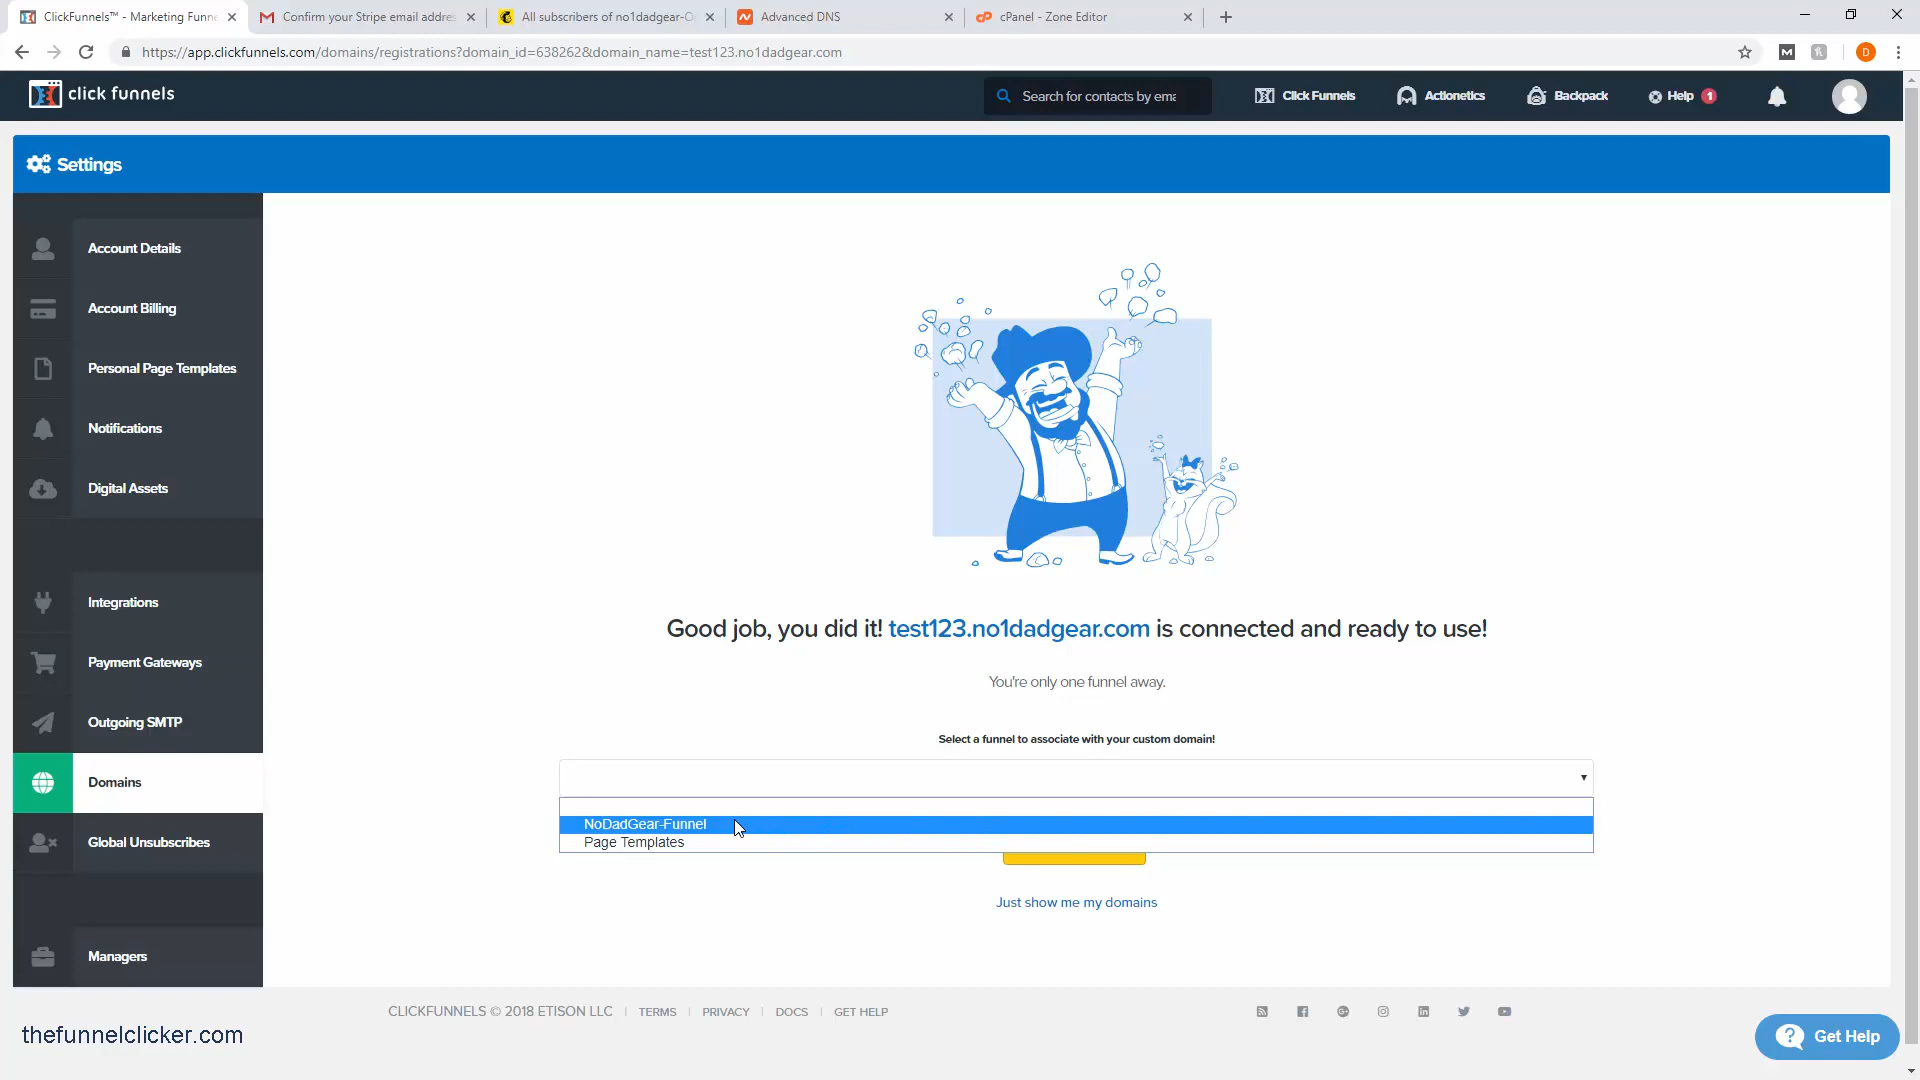 ClickFunnels™ - Marketing Funne
Confirm your Stripe email addre
All subscribers of no1dadgear-O
Advanced DNS
cPanel - Zone Editor
https://app.clickfunnels.com/domains/registrations?domain_id=638262&domain_name=test123.no1dadgear.com
D
click funnels
Search for contacts by ema
Click Funnels
Actionetics
Backpack
Help
1
Settings
Account Details
Account Billing
Personal Page Templates
Notifications
Digital Assets
Integrations
Payment Gateways
Outgoing SMTP
Domains
Global Unsubscribes
Managers
Good job, you did it! test123.no1dadgear.com is connected and ready to use!
You're only one funnel away.
Select a funnel to associate with your custom domain!
NoDadGear-Funnel
Page Templates
Just show me my domains
CLICKFUNNELS © 2018 ETISON LLC
TERMS
PRIVACY
DOCS
GET HELP
thefunnelclicker.com
Get Help